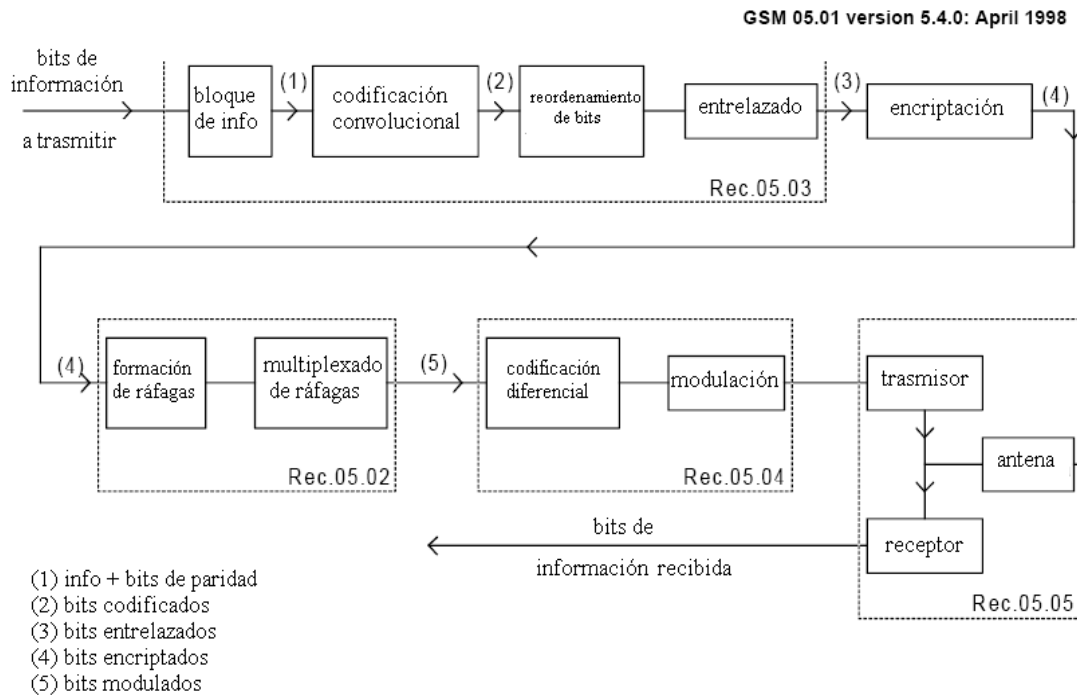 GSM 05.01 version 5.4.0: April 1998
bits de
información
a trasmitir
bloque
de info
(1)
codificación
convolucional
(2)
reordenamiento
de bits
entrelazado
(3)
encriptación
(4)
Rec.05.03
(4)
formación
de ráfagas
multiplexado
de ráfagas
(5)
codificación
diferencial
modulación
trasmisor
antena
receptor
Rec.05.02
Rec.05.04
Rec.05.05
bits de
información recibida
(1) info + bits de paridad
(2) bits codificados
(3) bits entrelazados
(4) bits encriptados
(5) bits modulados